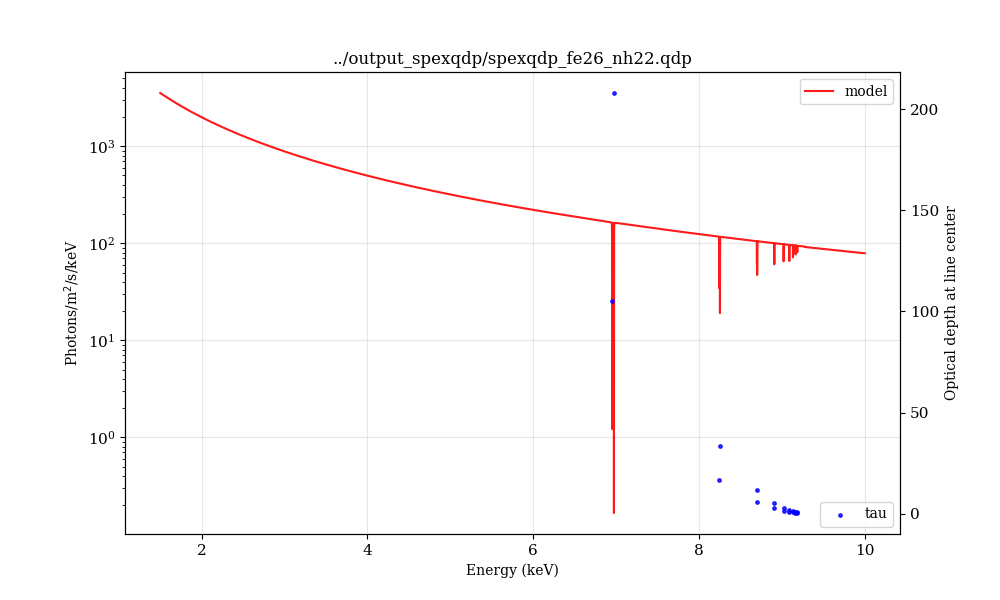 ../output_spexqdp/spexqdp_fe26_nh22.qdp
model
tau
10³
10²
10¹
10⁰
Photons/m²/s/keV
200
150
100
50
0
Optical depth at line center
2 4 6 8 10
Energy (keV)